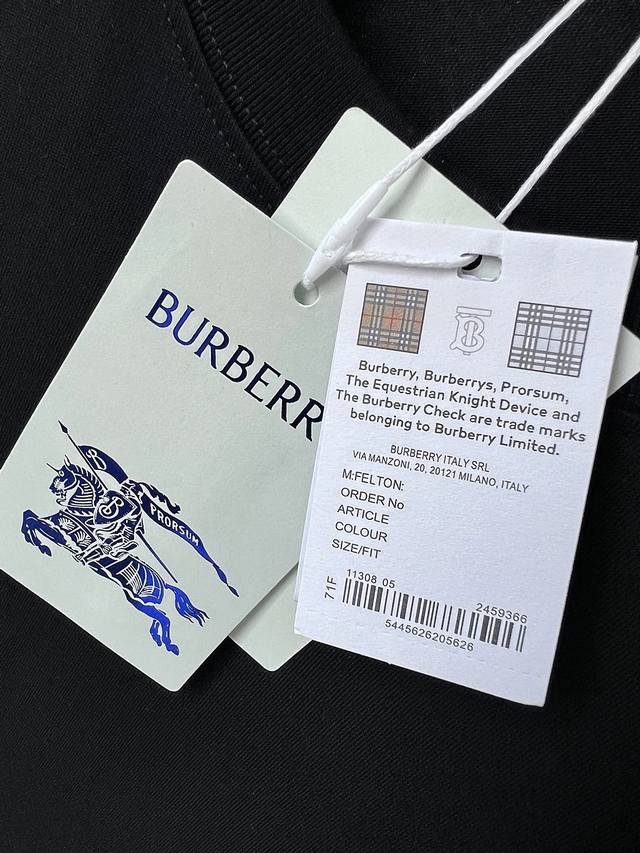 BURBERR
PRORSUM
Burberry, Burberrys, Prorsum,
The Equestrian Knight Device and
The Burberry Check are trade marks
belonging to Burberry Limited.
BURBERRY ITALY SRL
VIA MANZONI, 20, 20121 MILANO, ITALY
M:FELTON:
ORDER No
ARTICLE
COLOUR
SIZE/FIT
71F
11308 05
2459366
5445626205626